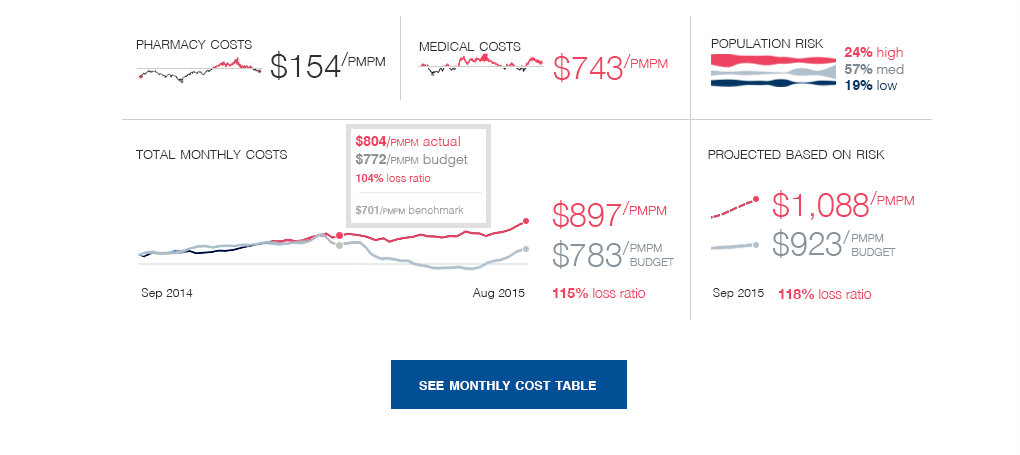 PHARMACY COSTS
$154/PMPM
MEDICAL COSTS
$743/PMPM
POPULATION RISK
24% high
57% med
19% low
TOTAL MONTHLY COSTS
$804/PMPM actual
$772/PMPM budget
104% loss ratio
$701/PMPM benchmark
$897/PMPM
$783/PMPM
BUDGET
Sep 2014
Aug 2015
115% loss ratio
PROJECTED BASED ON RISK
$1,088/PMPM
$923/PMPM
BUDGET
Sep 2015
118% loss ratio
SEE MONTHLY COST TABLE